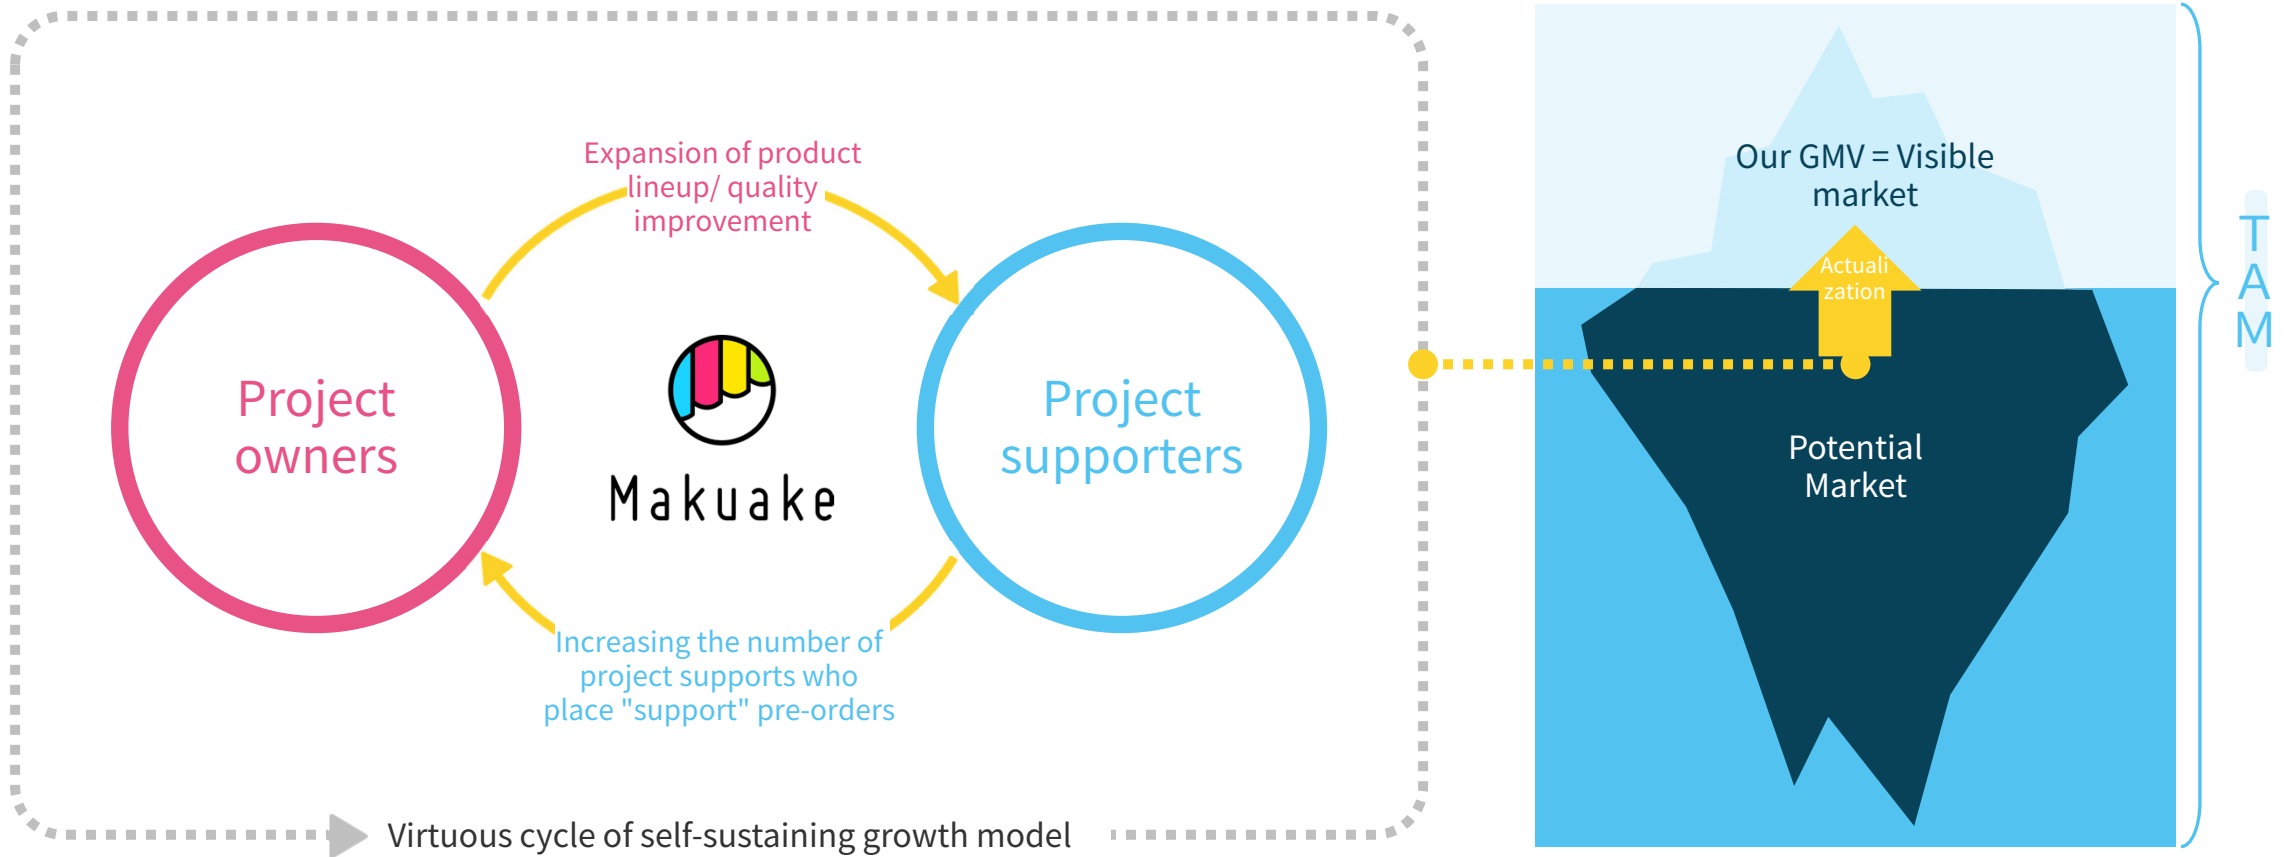 Expansion of product
lineup/ quality
improvement
Project
owners
Makuake
Project
supporters
Increasing the number of
project supports who
place "support" pre-orders
Virtuous cycle of self-sustaining growth model
Our GMV = Visible
market
Actuali
zation
Potential
Market
T
A
M